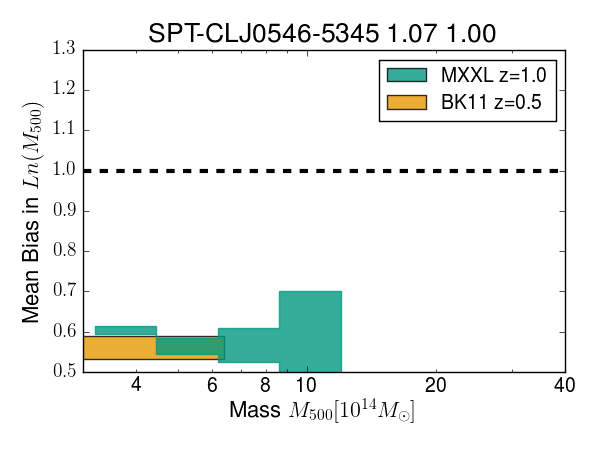 SPT-CLJ0546-5345 1.07 1.00
MXXL z=1.0
BK11 z=0.5
Mean Bias in Ln(M500)
1.3
1.2
1.1
1.0
0.9
0.8
0.7
0.6
0.5
4 6 8 10 20 40
Mass M500[10^14 M⊙]